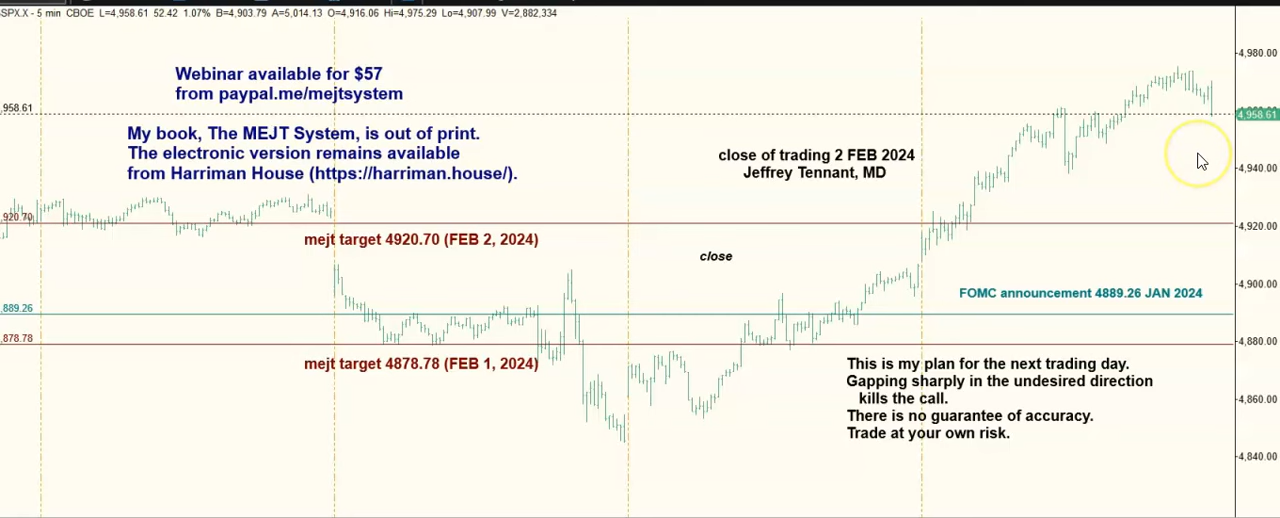 SPX.X - 5 min CBOE L=4,958.61 52.42 1.07% B=4,903.79 A=5,014.13 O=4,916.06 Hi=4,975.29 Lo=4,907.99 V=2,882,334
4,980.00
Webinar available for $57
from paypal.me/mejtsystem
958.61
4,958.61
My book, The MEJT System, is out of print.
The electronic version remains available
from Harriman House (https://harriman.house/).
close of trading 2 FEB 2024
Jeffrey Tennant, MD
4,940.00
920.70
4,920.00
mejt target 4920.70 (FEB 2, 2024)
close
4,900.00
FOMC announcement 4889.26 JAN 2024
889.26
878.78
4,880.00
mejt target 4878.78 (FEB 1, 2024)
This is my plan for the next trading day.
Gapping sharply in the undesired direction
kills the call.
There is no guarantee of accuracy.
Trade at your own risk.
4,860.00
4,840.00